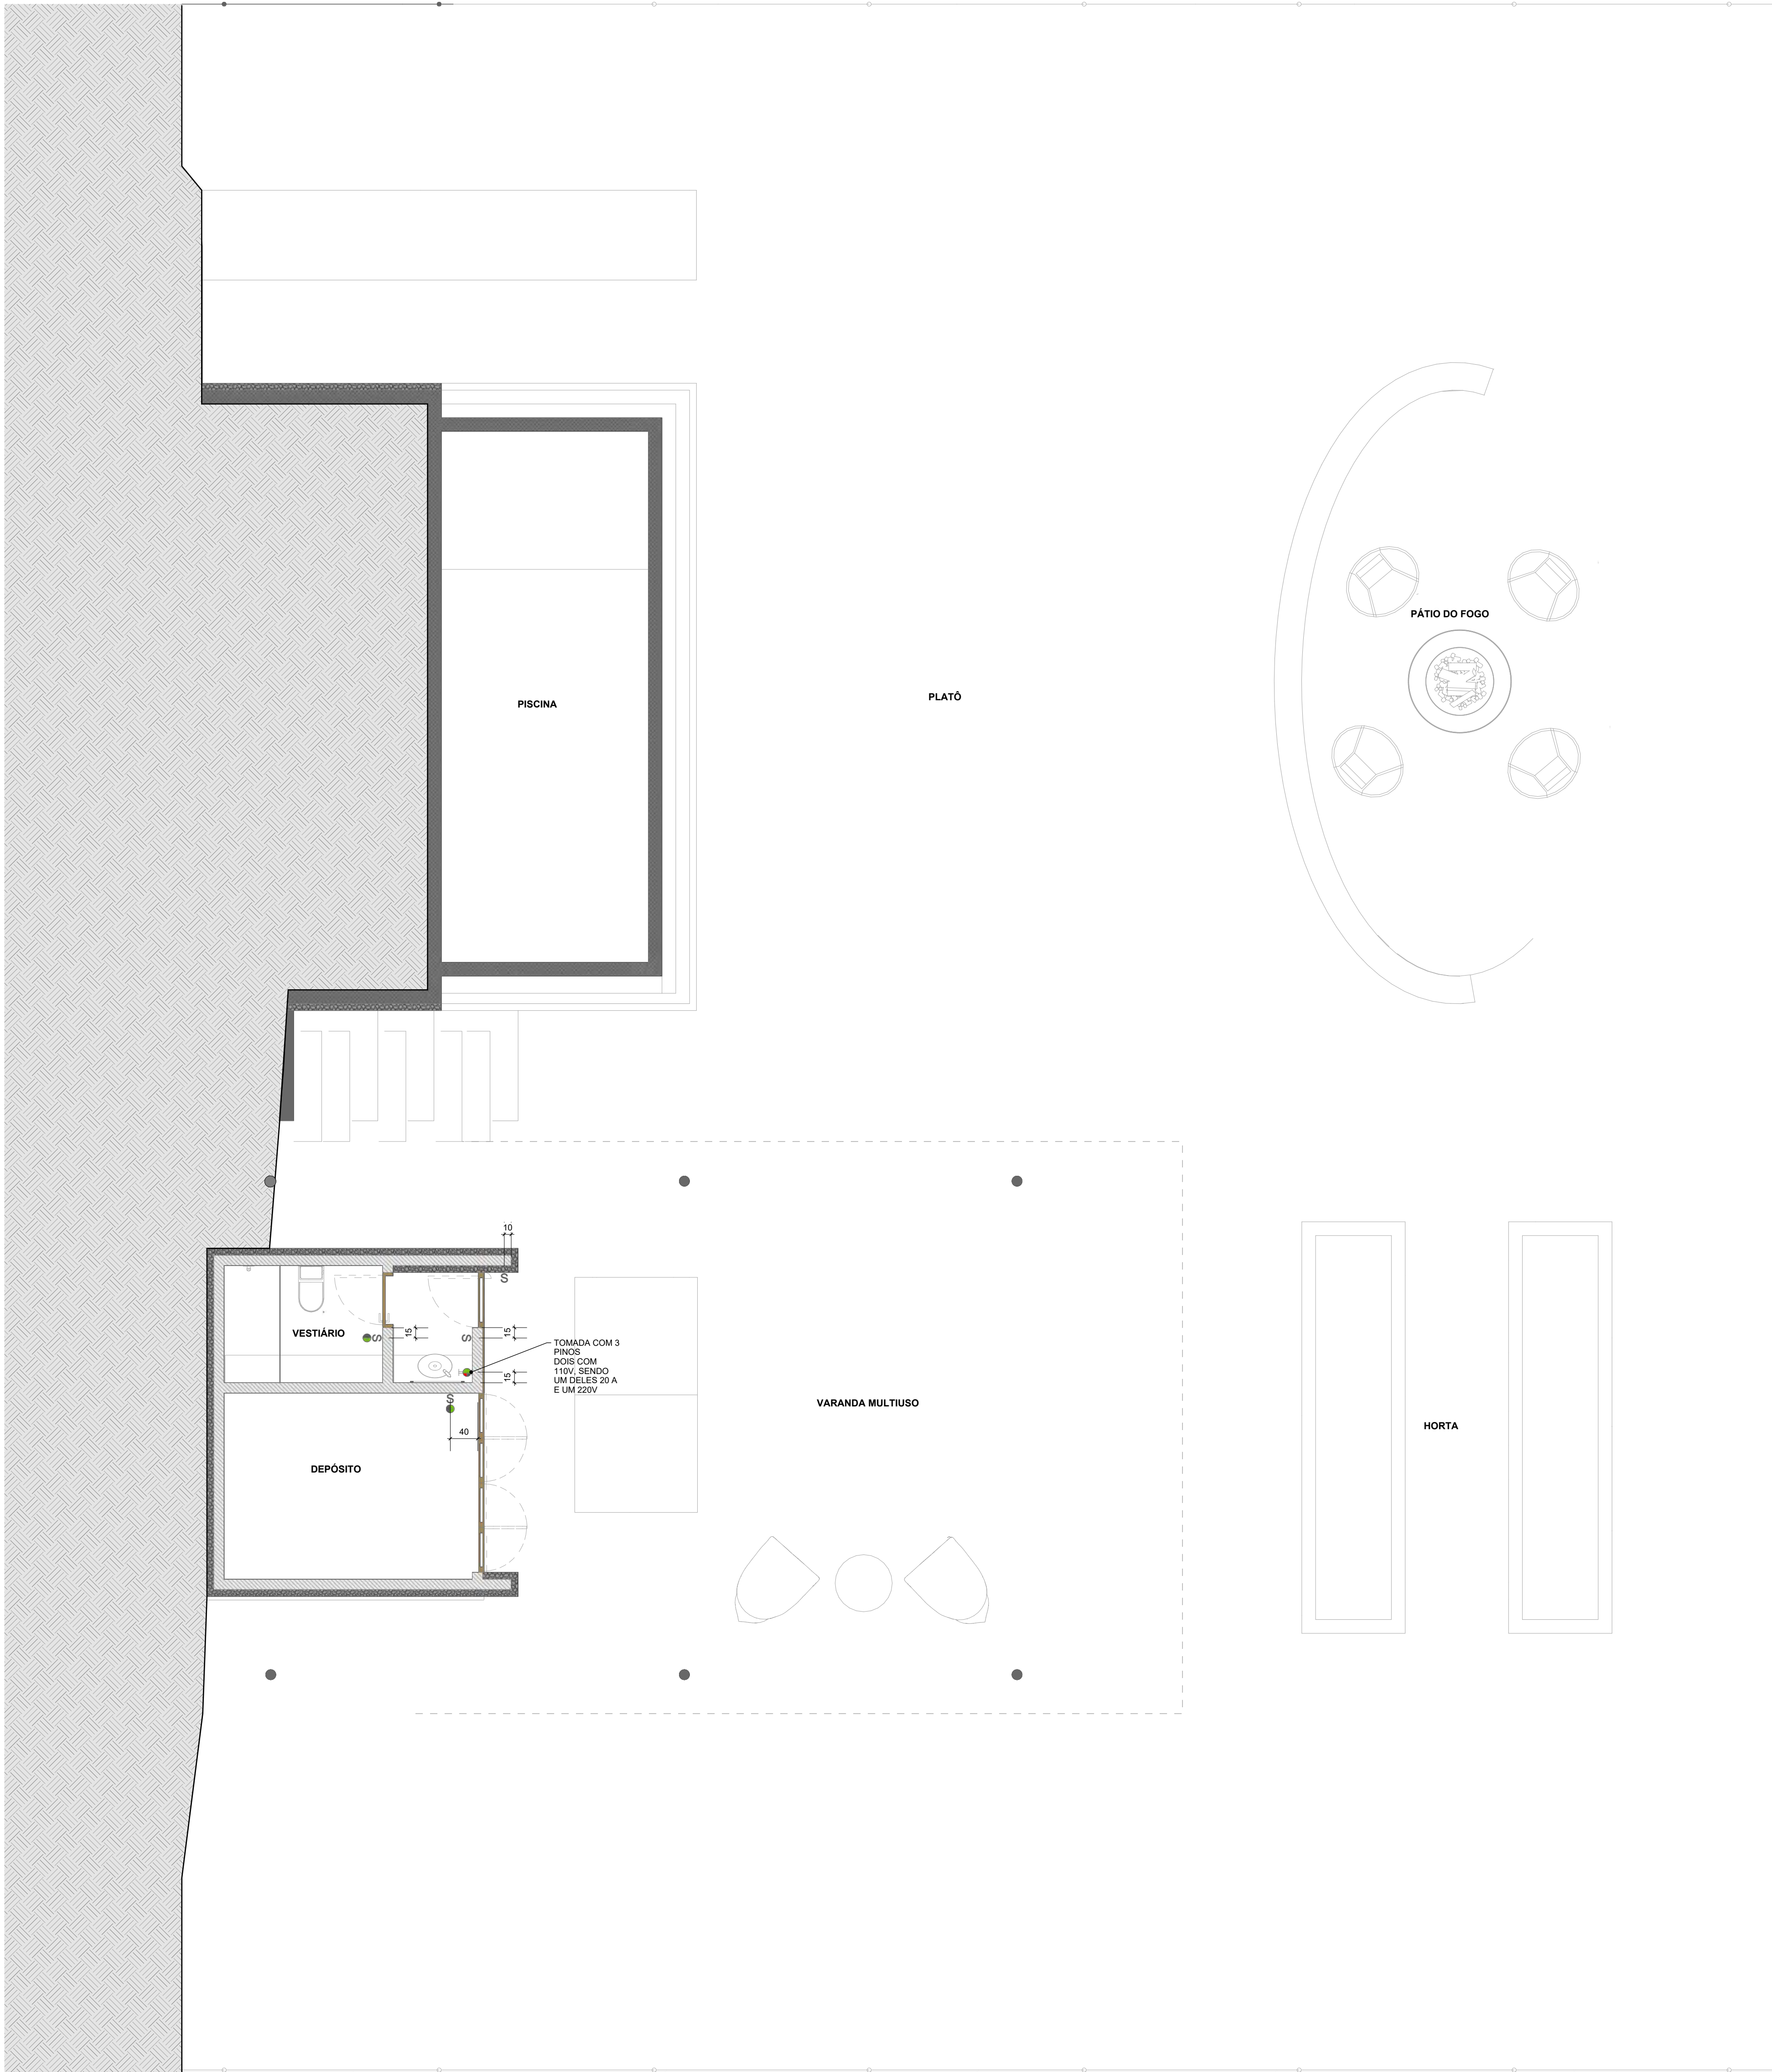 PÁTIO DO FOGO
PLATÔ
PISCINA
10
S
VESTIÁRIO
S
15
S
15
15
TOMADA COM 3
PINOS
DOIS COM
110V, SENDO
UM DELES 20 A
E UM 220V
S
40
VARANDA MULTIUSO
HORTA
DEPÓSITO